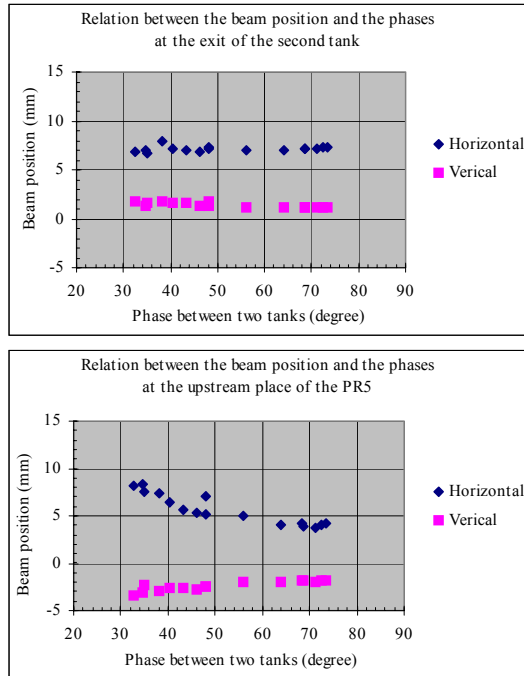 Relation between the beam position and the phases
at the exit of the second tank
Beam position (mm)
15
10
5
0
-5
20 30 40 50 60 70 80 90
Phase between two tanks (degree)
Horizontal
Verical
Relation between the beam position and the phases
at the upstream place of the PR5
Beam position (mm)
15
10
5
0
-5
20 30 40 50 60 70 80 90
Phase between two tanks (degree)
Horizontal
Verical